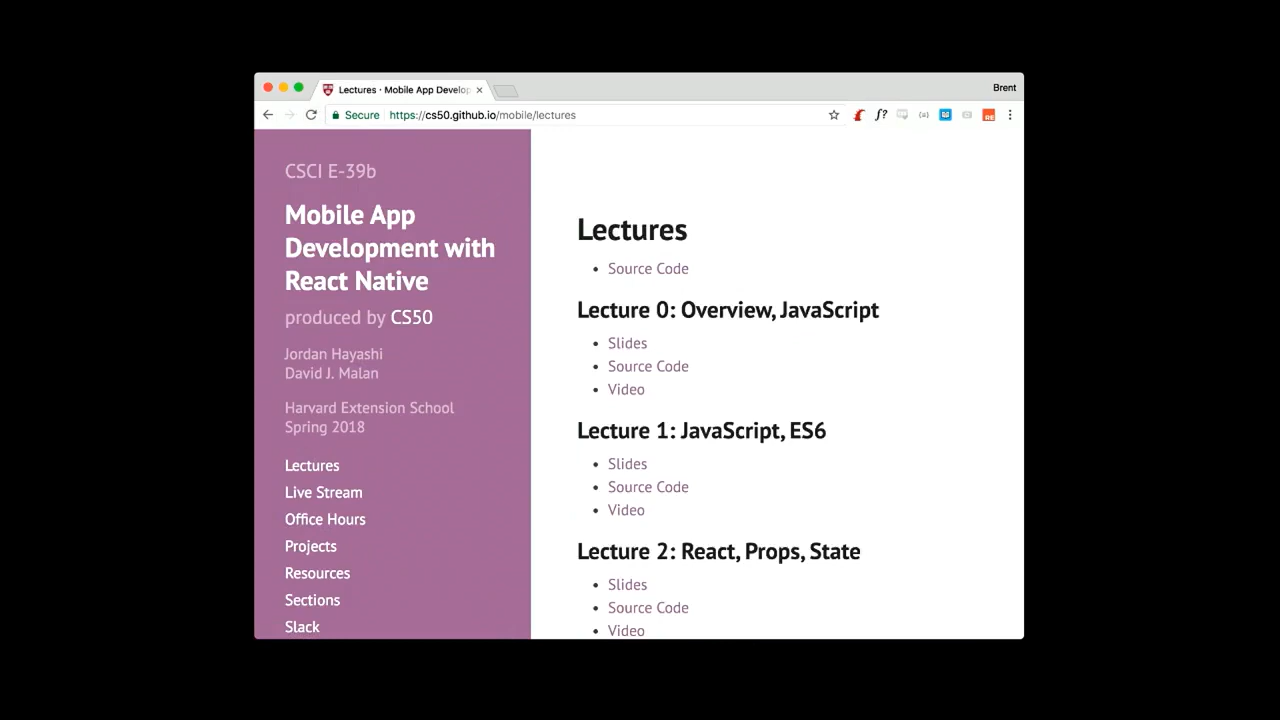 Lectures · Mobile App Develop
Brent
Secure https://cs50.github.io/mobile/lectures
f?
RE
CSCI E-39b
Mobile App
Development with
React Native
produced by CS50
Jordan Hayashi
David J. Malan
Harvard Extension School
Spring 2018
Lectures
Live Stream
Office Hours
Projects
Resources
Sections
Slack
Lectures
Source Code
Lecture 0: Overview, JavaScript
Slides
Source Code
Video
Lecture 1: JavaScript, ES6
Slides
Source Code
Video
Lecture 2: React, Props, State
Slides
Source Code
Video